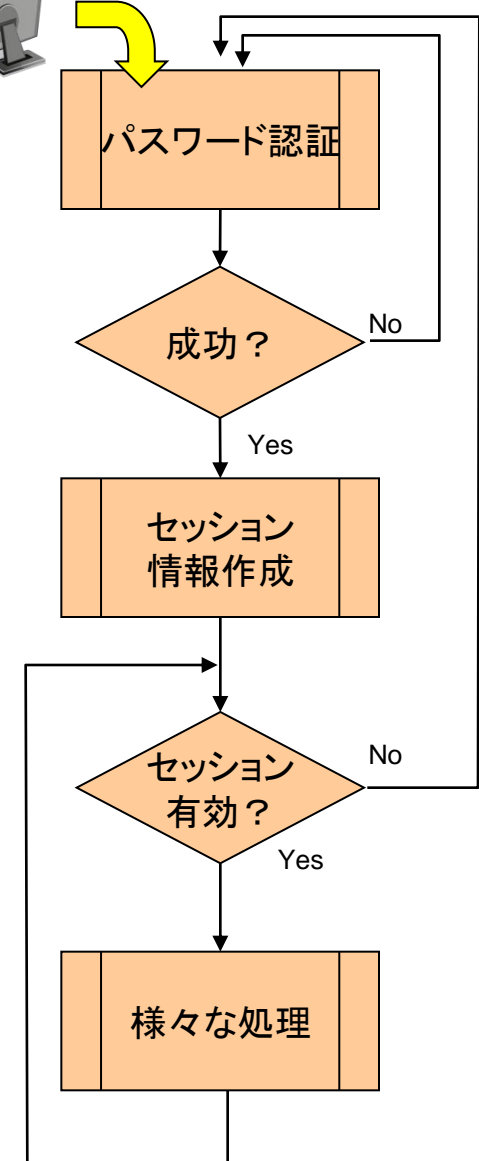 パスワード認証
成功？
No
Yes
セッション
情報作成
セッション
有効？
No
Yes
様々な処理